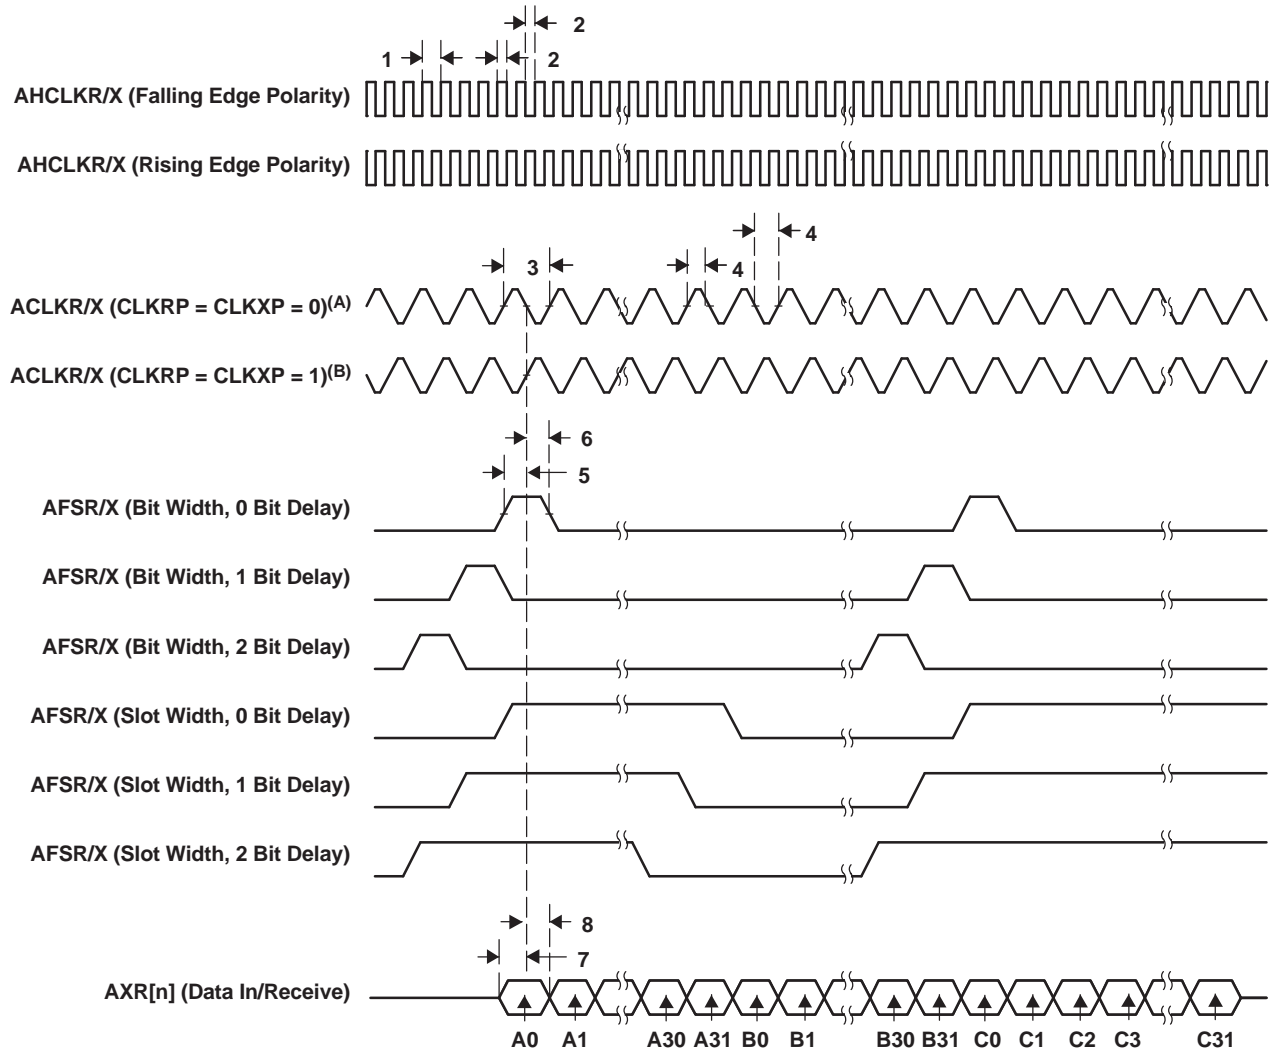 2
1
2
AHCLKR/X (Falling Edge Polarity)
AHCLKR/X (Rising Edge Polarity)
4
3
4
ACLKR/X (CLKRP = CLKXP = 0)(A)
ACLKR/X (CLKRP = CLKXP = 1)(B)
6
5
AFSR/X (Bit Width, 0 Bit Delay)
AFSR/X (Bit Width, 1 Bit Delay)
AFSR/X (Bit Width, 2 Bit Delay)
AFSR/X (Slot Width, 0 Bit Delay)
AFSR/X (Slot Width, 1 Bit Delay)
AFSR/X (Slot Width, 2 Bit Delay)
8
7
AXR[n] (Data In/Receive)
A0 A1 A30 A31 B0 B1 B30 B31 C0 C1 C2 C3 C31